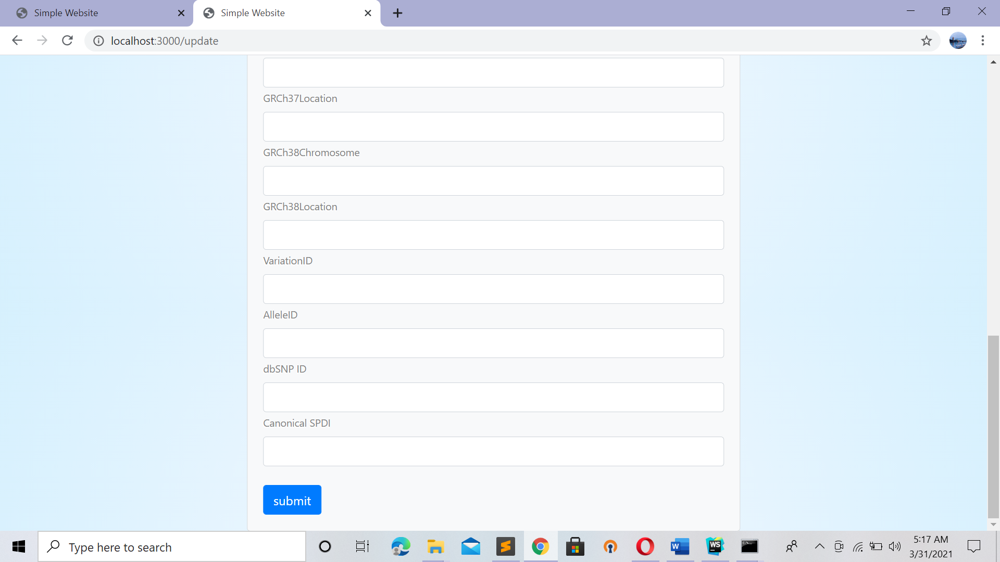 Simple Website
Simple Website
localhost:3000/update
GRCh37Location
GRCh38Chromosome
GRCh38Location
VariationID
AlleleID
dbSNP ID
Canonical SPDI
submit
Type here to search
W
WS
C:\
5:17 AM
3/31/2021